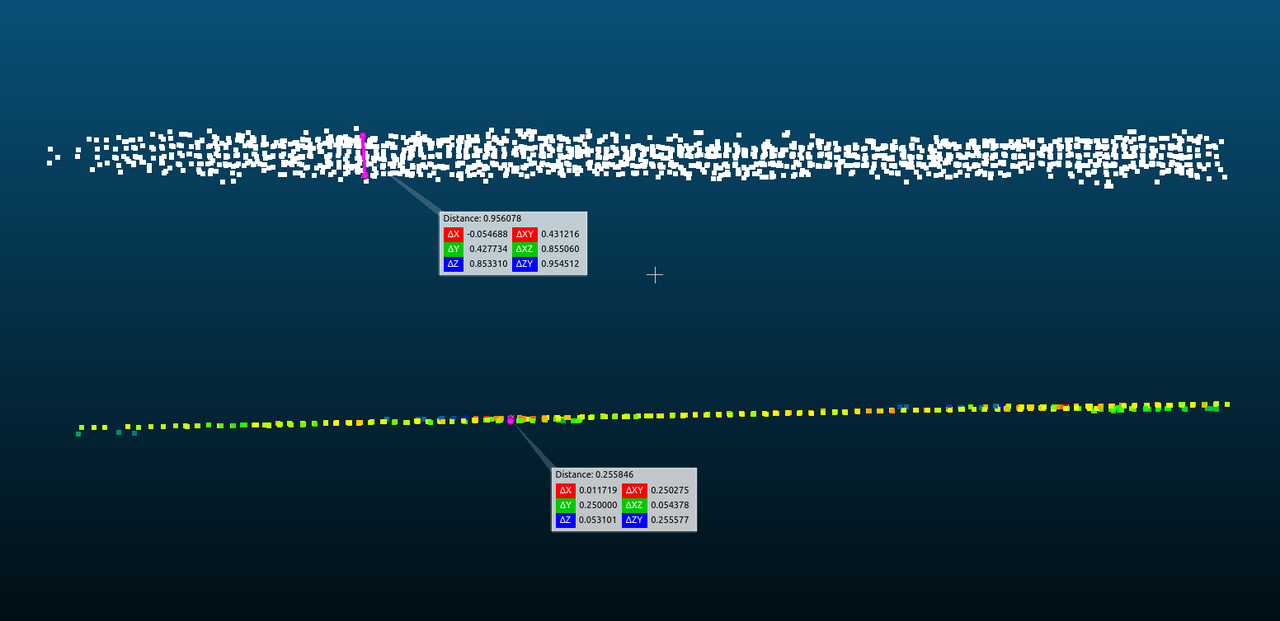 Distance: 0.956078
ΔX -0.054688 ΔXY 0.431216
ΔY 0.427734 ΔXZ 0.855060
ΔZ 0.853310 ΔZY 0.954512
Distance: 0.255846
ΔX 0.011719 ΔXY 0.250275
ΔY 0.250000 ΔXZ 0.054378
ΔZ 0.053101 ΔZY 0.255577